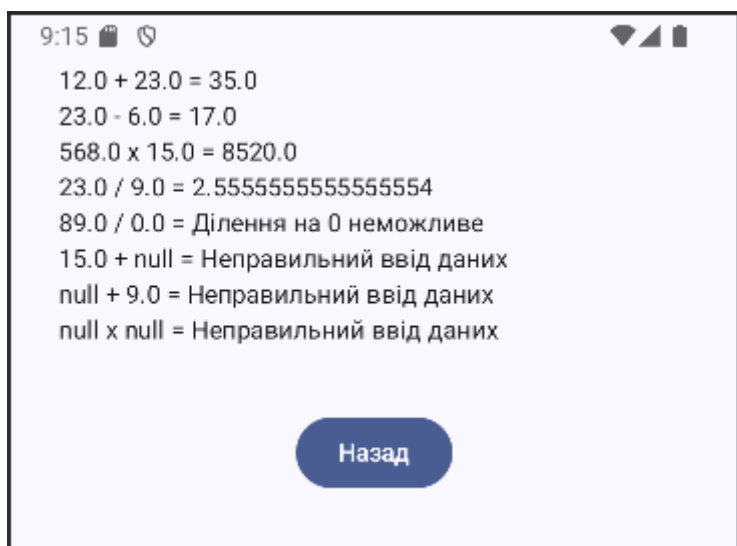 9:15
12.0 + 23.0 = 35.0
23.0 - 6.0 = 17.0
568.0 x 15.0 = 8520.0
23.0 / 9.0 = 2.5555555555555554
89.0 / 0.0 = Ділення на 0 неможливе
15.0 + null = Неправильний ввід даних
null + 9.0 = Неправильний ввід даних
null x null = Неправильний ввід даних
Назад